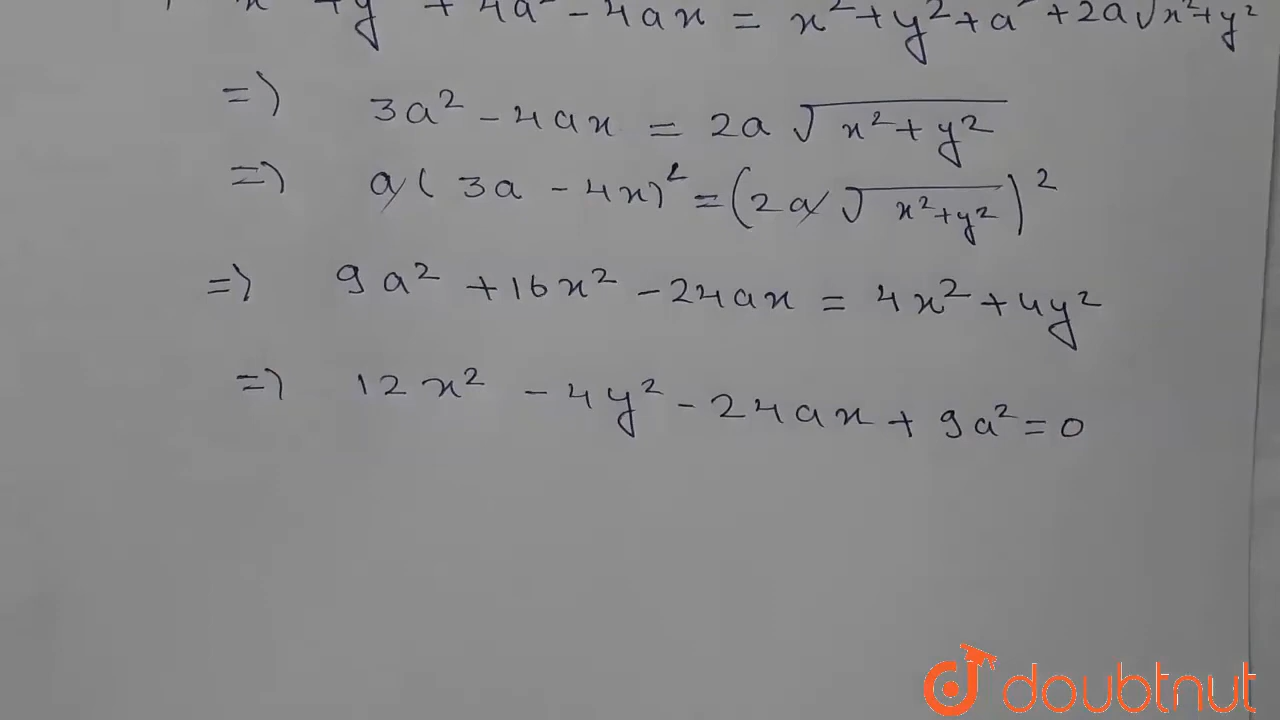 x² + y² + 4a² - 4ax = x² + y² + a² + 2a√x²+y²
=> 3a² - 4ax = 2a √x² + y²
=> a( 3a - 4x)² = (2a √x²+y²)²
=> 9a² + 16x² - 24ax = 4x² + 4y²
=> 12x² - 4y² - 24ax + 9a² = 0
doubtnut